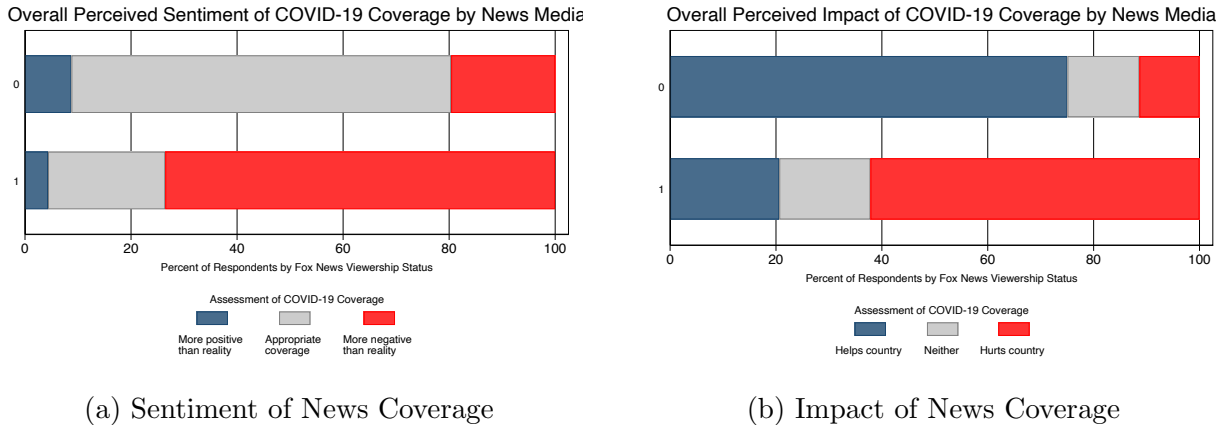 Overall Perceived Sentiment of COVID-19 Coverage by News Media
0
1
0 20 40 60 80 100
Percent of Respondents by Fox News Viewership Status
Assessment of COVID-19 Coverage
More positive than reality
Appropriate coverage
More negative than reality
(a) Sentiment of News Coverage
Overall Perceived Impact of COVID-19 Coverage by News Media
0
1
0 20 40 60 80 100
Percent of Respondents by Fox News Viewership Status
Assessment of COVID-19 Coverage
Helps country Neither Hurts country
(b) Impact of News Coverage